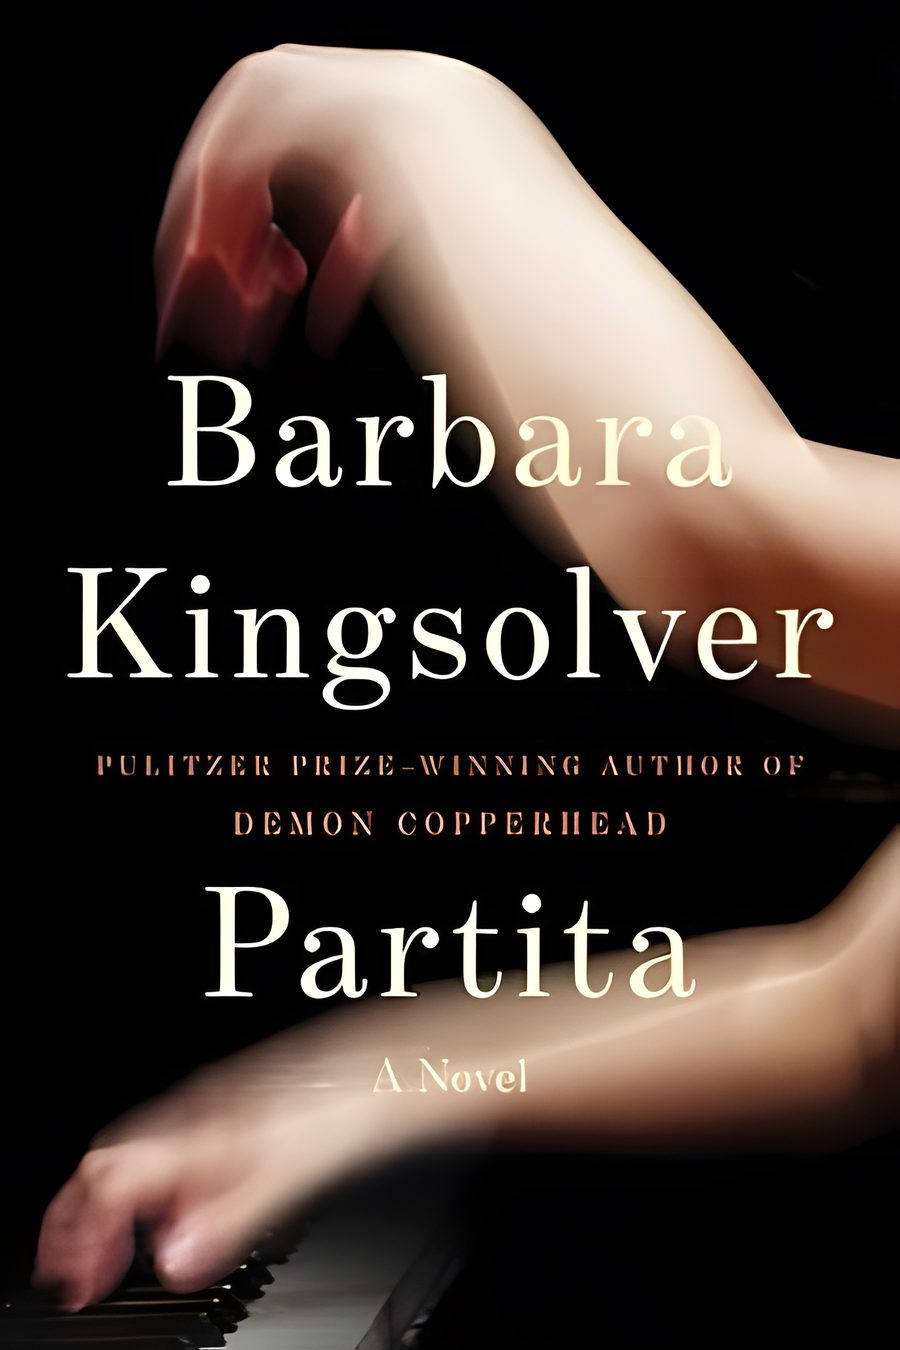 Barbara
Kingsolver
PULITZER PRIZE–WINNING AUTHOR OF
DEMON COPPERHEAD
Partita
A Novel